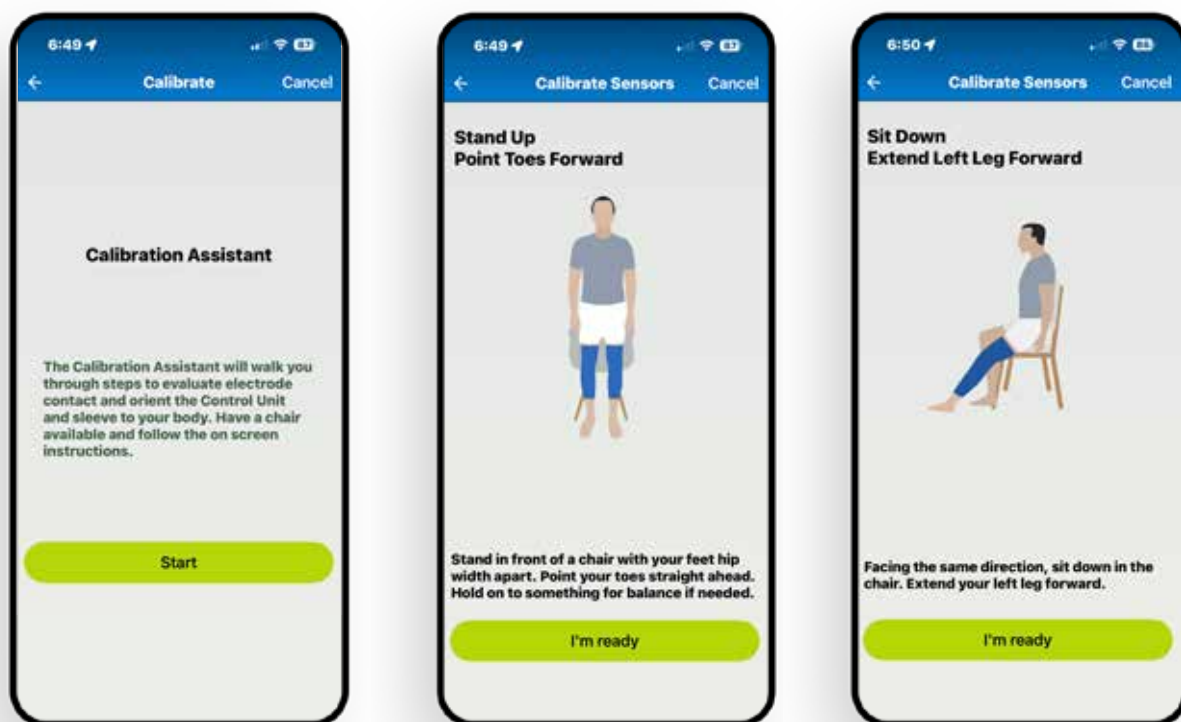 6:49
Calibrate
Cancel
Calibration Assistant
The Calibration Assistant will walk you
through steps to evaluate electrode
contact and orient the Control Unit
and sleeve to your body. Have a chair
available and follow the on screen
instructions.
Start
6:49
Calibrate Sensors
Cancel
Stand Up
Point Toes Forward
Stand in front of a chair with your feet hip
width apart. Point your toes straight ahead.
Hold on to something for balance if needed.
I'm ready
6:50
Calibrate Sensors
Cancel
Sit Down
Extend Left Leg Forward
Facing the same direction, sit down in the
chair. Extend your left leg forward.
I'm ready